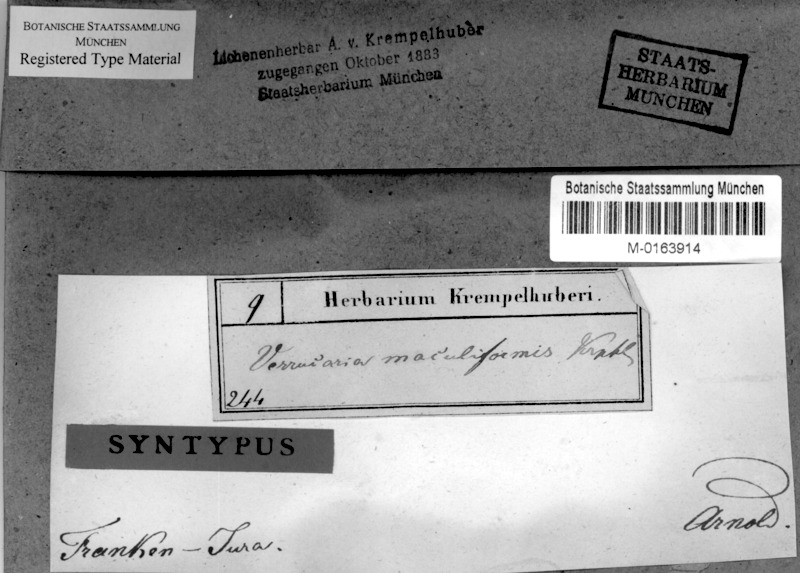 BOTANISCHE STAATSSAMMLUNG
MÜNCHEN
Registered Type Material
Lichenenherbar A. v. Krempelhuber
zugegangen Oktober 1883
Staatsherbarium München
STAATS-
HERBARIUM
MÜNCHEN
Botanische Staatssammlung München
M-0163914
9 Herbarium Krempelhuberi.
Verrucaria maculiformis Krphbr
244
SYNTYPUS
Arnold.
Franken - Jura.